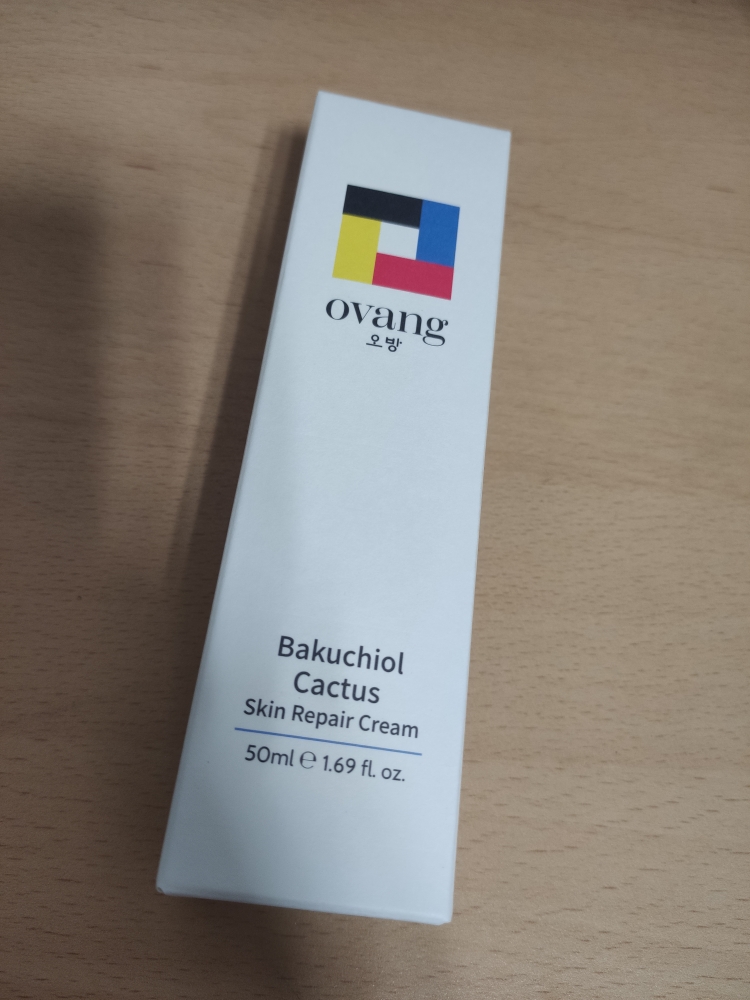 ovang
오방
Bakuchiol
Cactus
Skin Repair Cream
50ml ℮ 1.69 fl. oz.